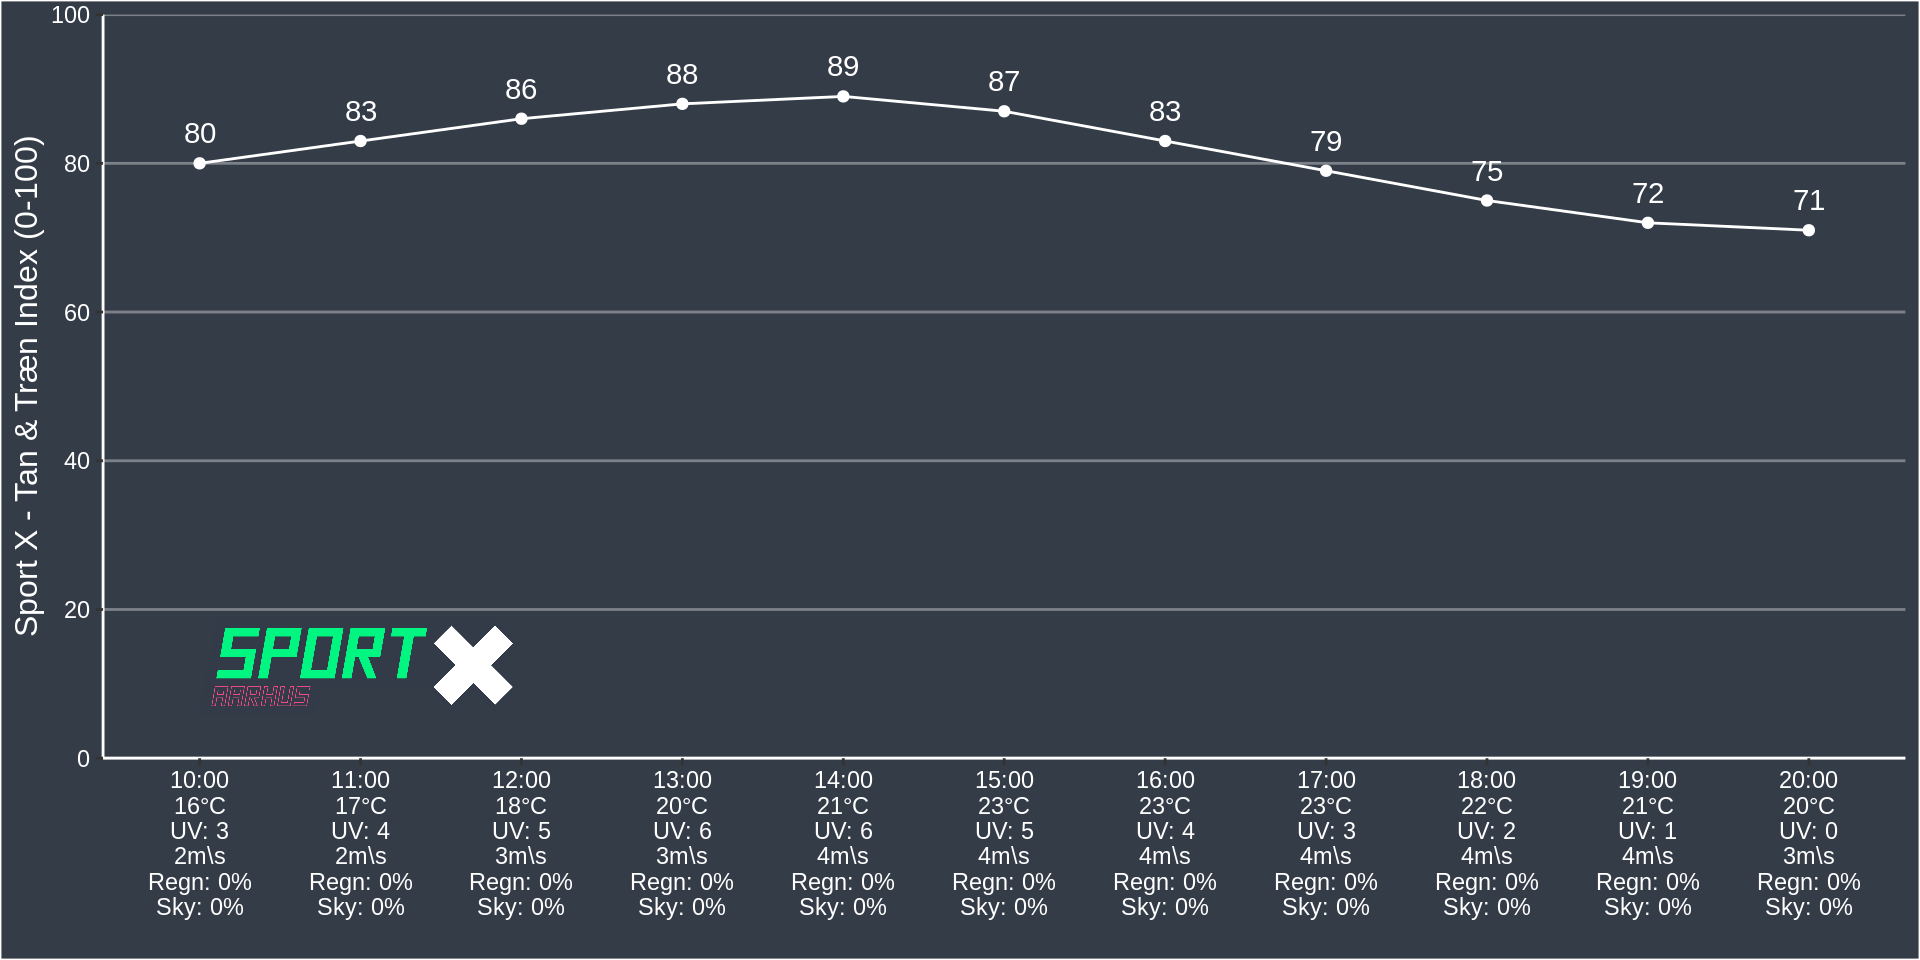 Sport X - Tan & Træn Index (0-100)
100
80
60
40
20
0
80
83
86
88
89
87
83
79
75
72
71
SPORT X
AARHUS
10:00 11:00 12:00 13:00 14:00 15:00 16:00 17:00 18:00 19:00 20:00
16°C 17°C 18°C 20°C 21°C 23°C 23°C 23°C 22°C 21°C 20°C
UV: 3 UV: 4 UV: 5 UV: 6 UV: 6 UV: 5 UV: 4 UV: 3 UV: 2 UV: 1 UV: 0
2m\s 2m\s 3m\s 3m\s 4m\s 4m\s 4m\s 4m\s 4m\s 4m\s 3m\s
Regn: 0% Regn: 0% Regn: 0% Regn: 0% Regn: 0% Regn: 0% Regn: 0% Regn: 0% Regn: 0% Regn: 0% Regn: 0%
Sky: 0% Sky: 0% Sky: 0% Sky: 0% Sky: 0% Sky: 0% Sky: 0% Sky: 0% Sky: 0% Sky: 0% Sky: 0%